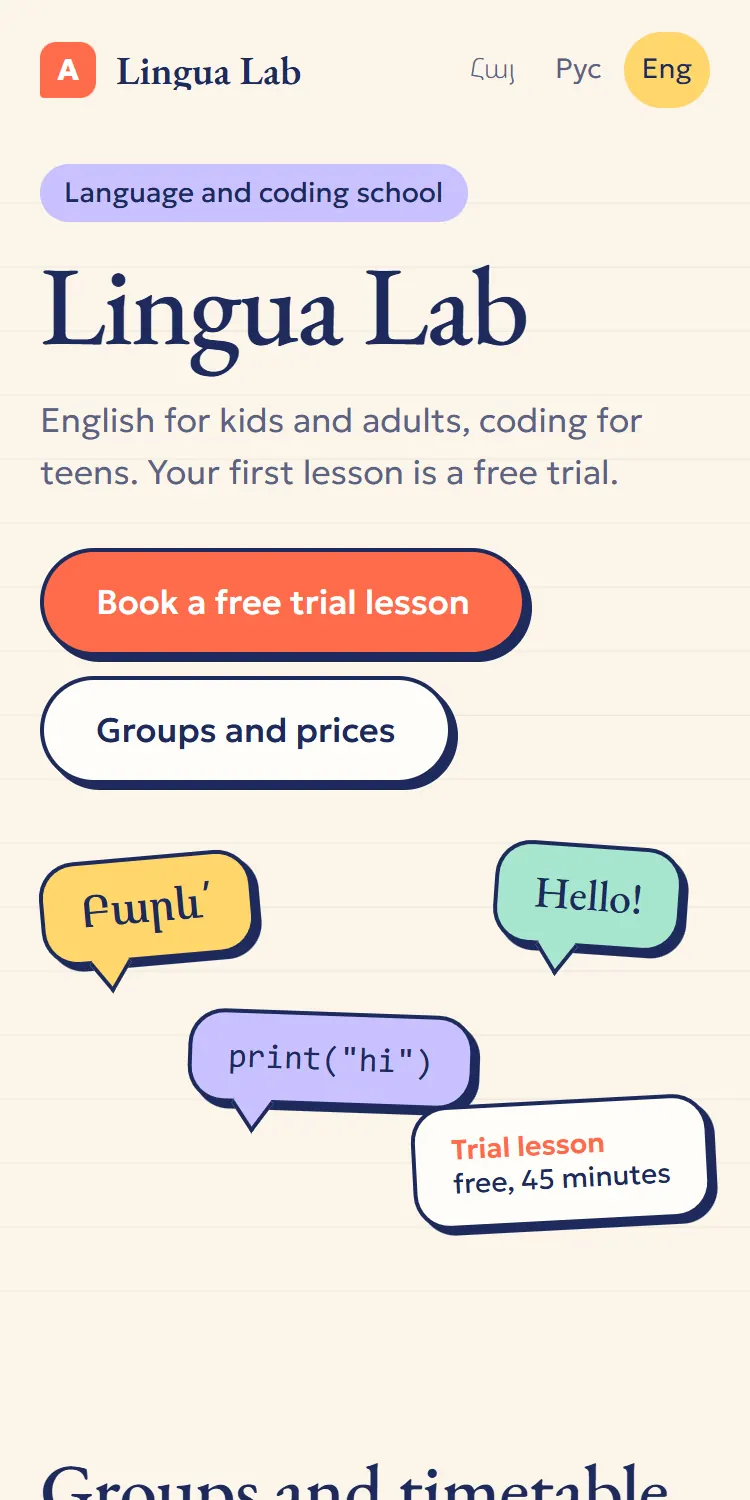 A
Lingua Lab
Հայ
Рус
Eng
Language and coding school
Lingua Lab
English for kids and adults, coding for
teens. Your first lesson is a free trial.
Book a free trial lesson
Groups and prices
Բարև՛
Hello!
print("hi")
Trial lesson
free, 45 minutes
Groups and timetable